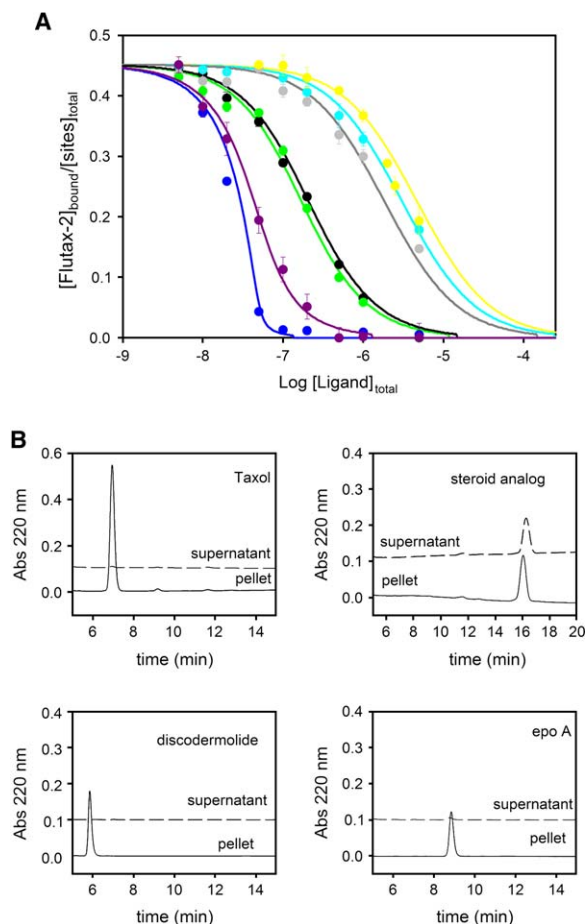 A
[Flutax-2]bound/[sites]total
0.5
0.4
0.3
0.2
0.1
0.0
-9 -8 -7 -6 -5 -4
Log [Ligand]total
B
Abs 220 nm
0.6
0.4
0.2
0.0
Taxol
supernatant
pellet
6 8 10 12 14
time (min)
Abs 220 nm
0.4
0.3
0.2
0.1
0.0
steroid analog
supernatant
pellet
6 8 10 12 14 16 18 20
time (min)
Abs 220 nm
0.4
0.3
0.2
0.1
0.0
discodermolide
supernatant
pellet
6 8 10 12 14
time (min)
Abs 220 nm
0.4
0.3
0.2
0.1
0.0
epo A
supernatant
pellet
6 8 10 12 14
time (min)